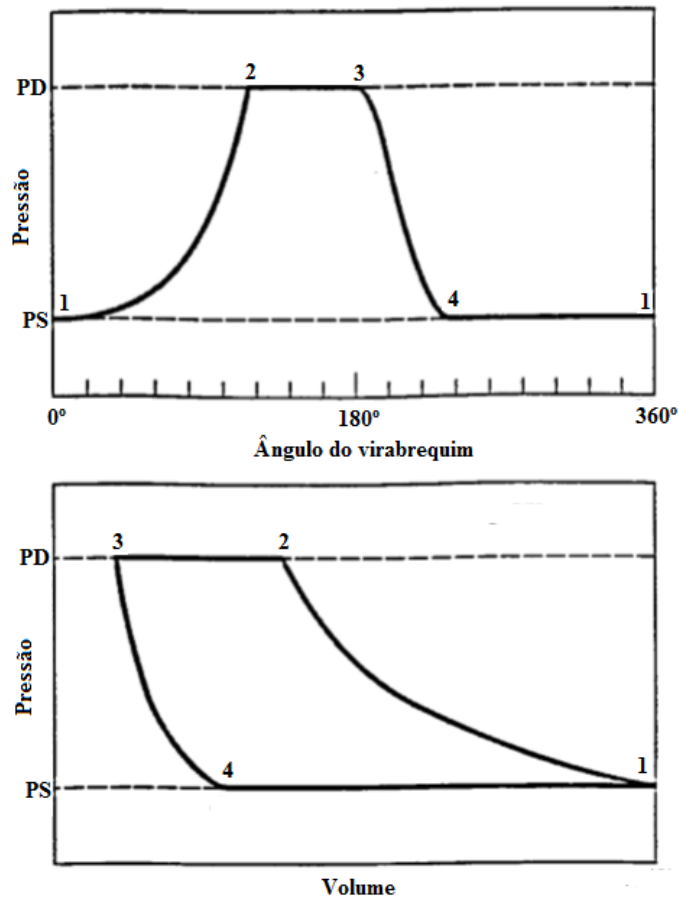 2 3
PD
Pressão
1 4 1
PS
0º 180º 360º
Ângulo do virabrequim
3 2
PD
Pressão
4 1
PS
Volume